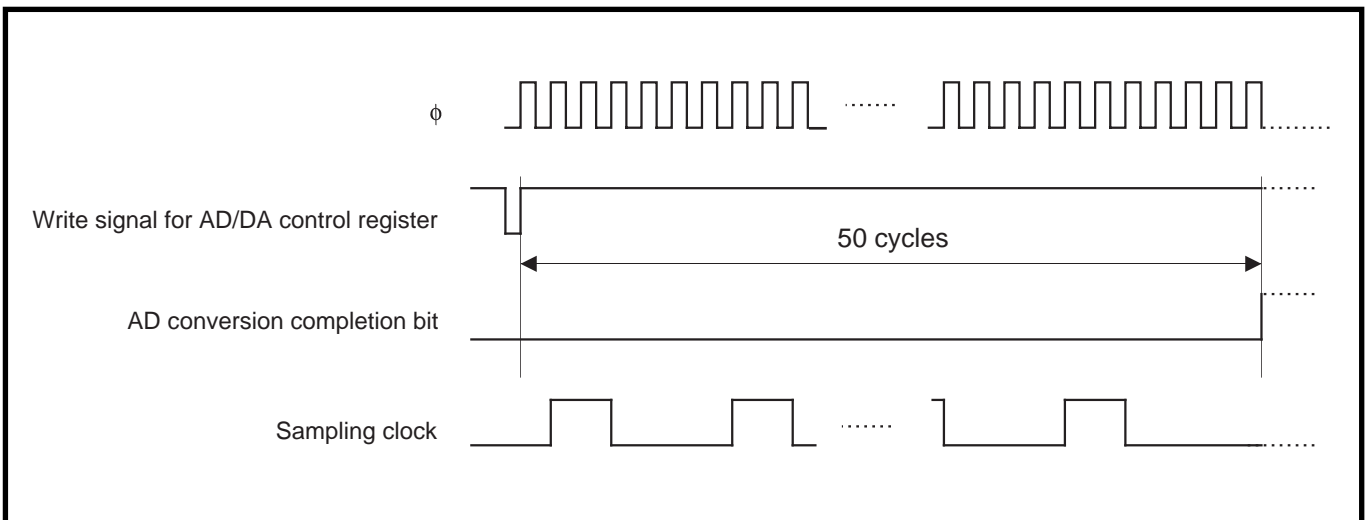 ϕ
Write signal for AD/DA control register
50 cycles
AD conversion completion bit
Sampling clock